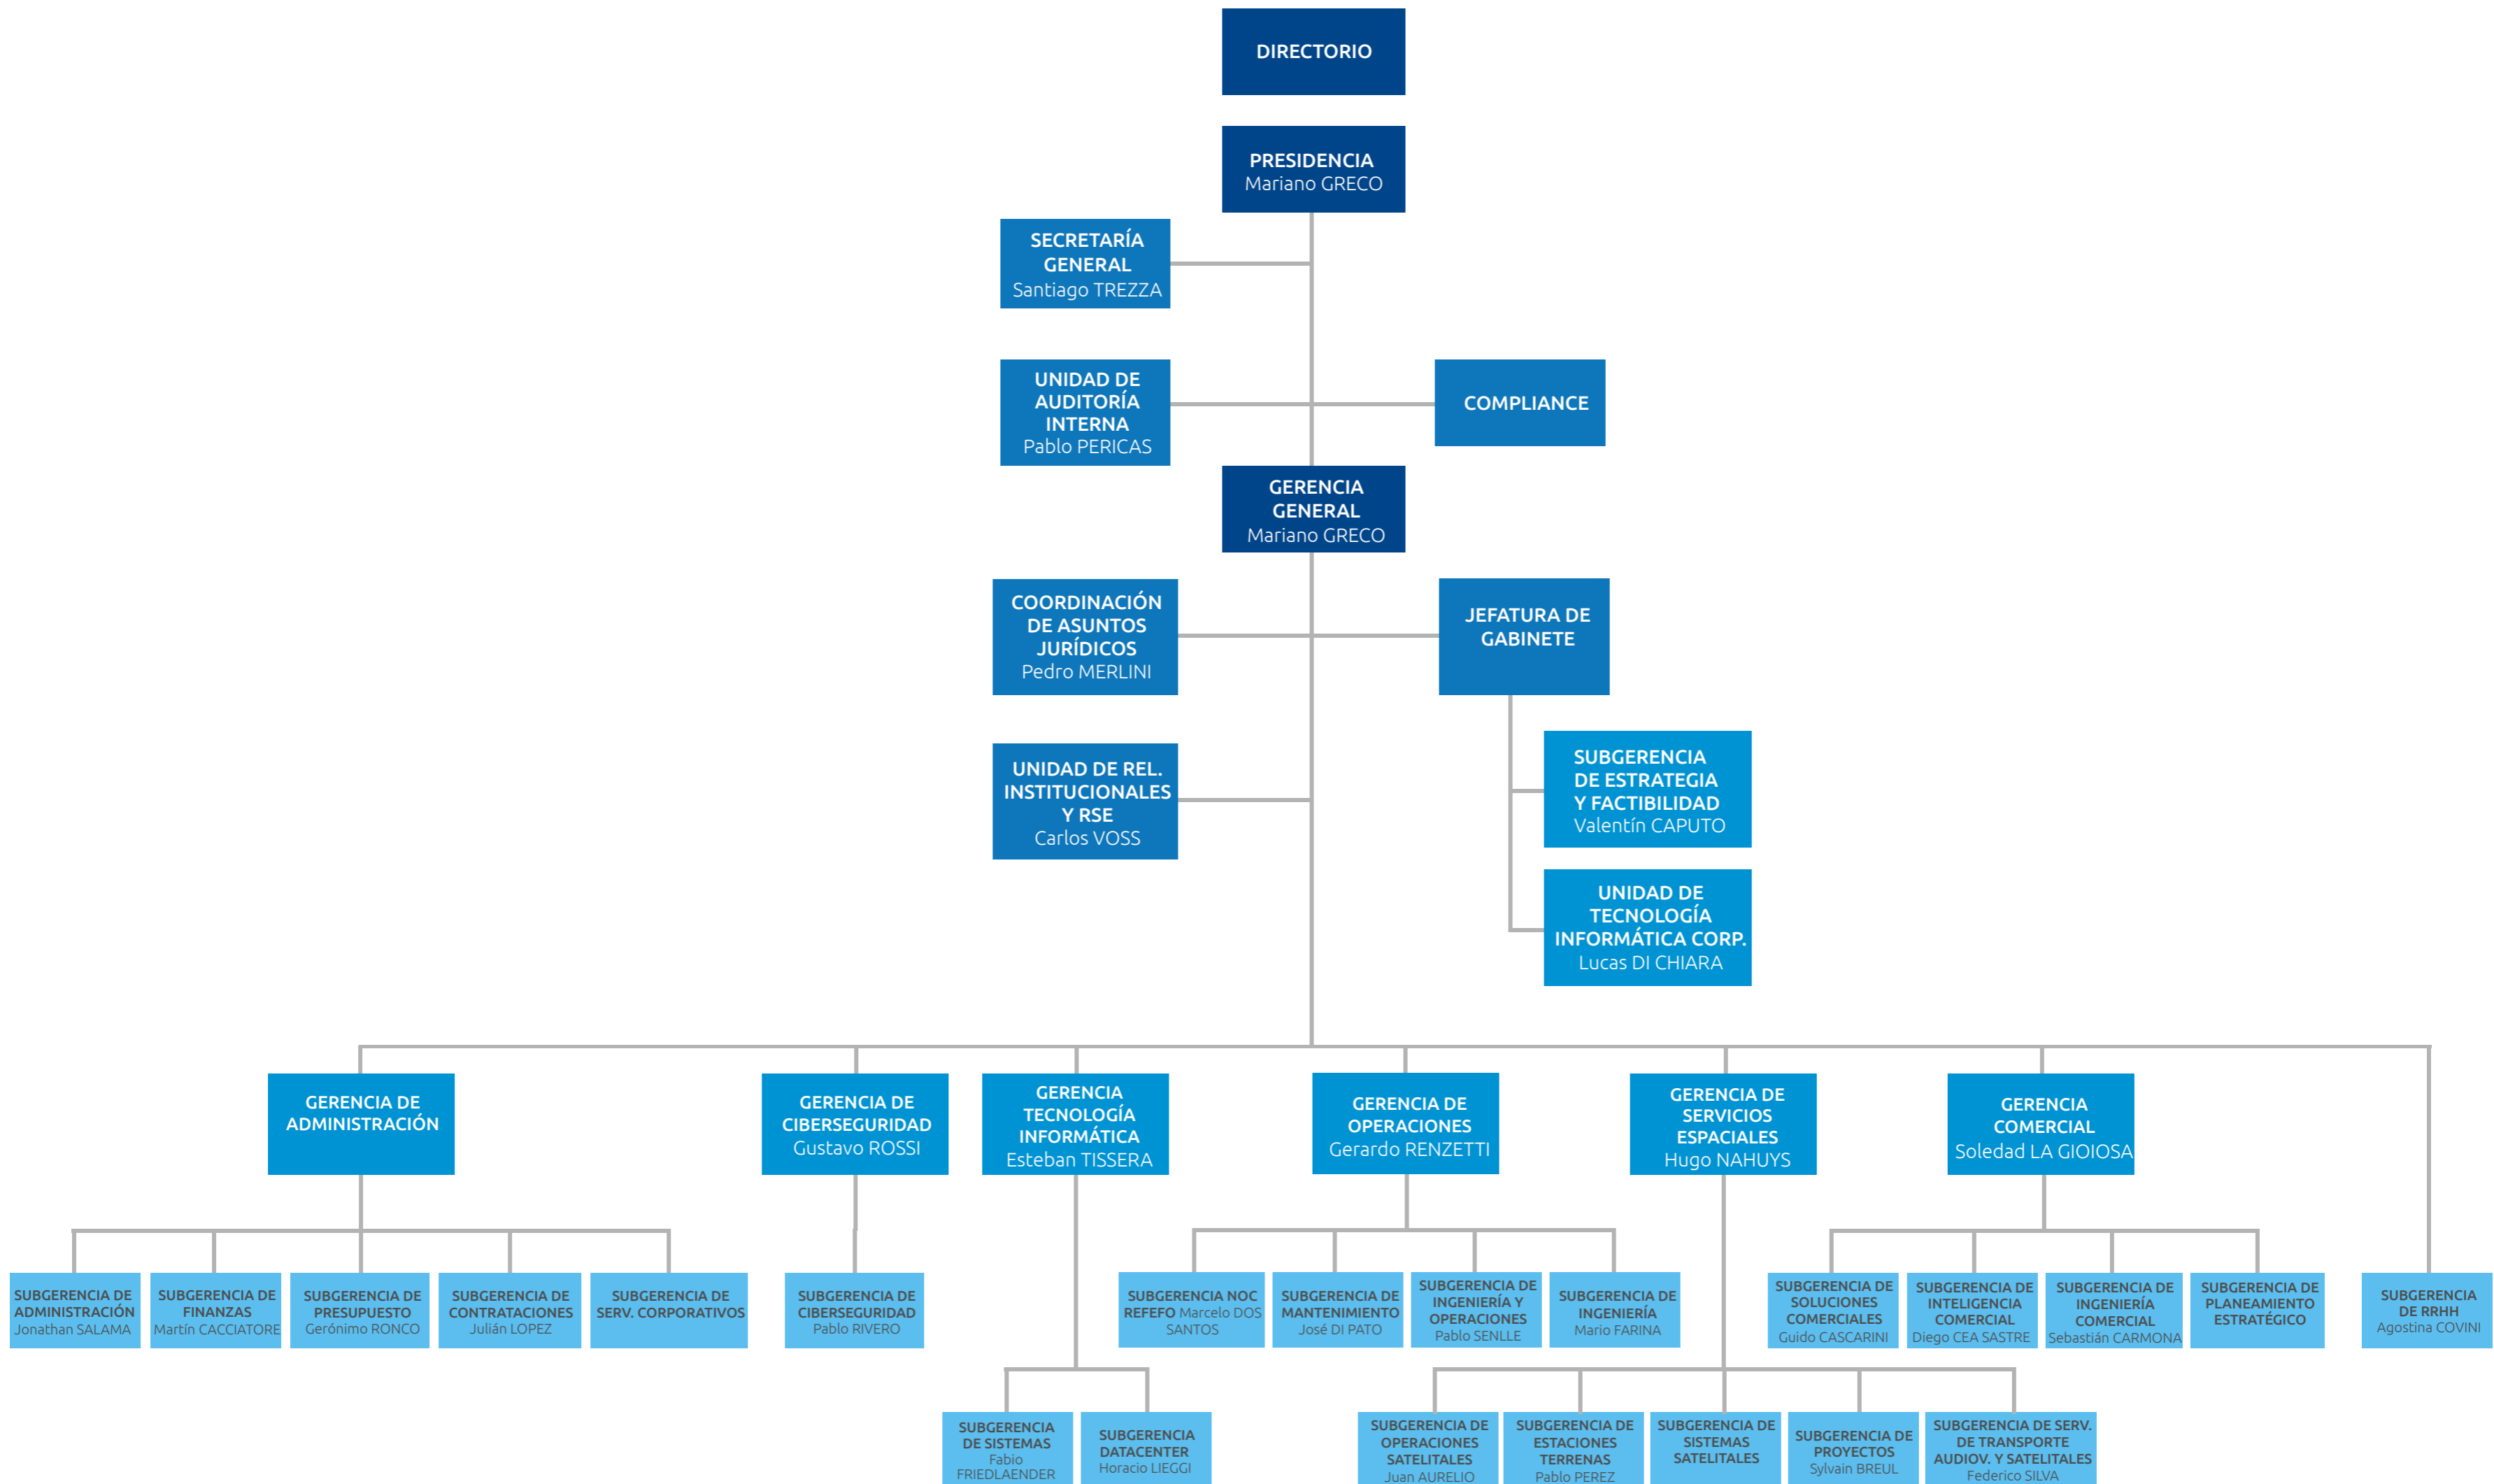 DIRECTORIO
PRESIDENCIA
Mariano GRECO
SECRETARÍA
GENERAL
Santiago TREZZA
UNIDAD DE
AUDITORÍA
INTERNA
Pablo PERICAS
COMPLIANCE
GERENCIA
GENERAL
Mariano GRECO
COORDINACIÓN
DE ASUNTOS
JURÍDICOS
Pedro MERLINI
JEFATURA DE
GABINETE
UNIDAD DE REL.
INSTITUCIONALES
Y RSE
Carlos VOSS
SUBGERENCIA
DE ESTRATEGIA
Y FACTIBILIDAD
Valentín CAPUTO
UNIDAD DE
TECNOLOGÍA
INFORMÁTICA CORP.
Lucas DI CHIARA
GERENCIA DE
ADMINISTRACIÓN
GERENCIA DE
CIBERSEGURIDAD
Gustavo ROSSI
GERENCIA
TECNOLOGÍA
INFORMÁTICA
Esteban TISSERA
GERENCIA DE
OPERACIONES
Gerardo RENZETTI
GERENCIA DE
SERVICIOS
ESPACIALES
Hugo NAHUYS
GERENCIA
COMERCIAL
Soledad LA GIOIOSA
SUBGERENCIA DE
ADMINISTRACIÓN
Jonathan SALAMA
SUBGERENCIA DE
FINANZAS
Martín CACCIATORE
SUBGERENCIA DE
PRESUPUESTO
Gerónimo RONCO
SUBGERENCIA DE
CONTRATACIONES
Julián LOPEZ
SUBGERENCIA DE
SERV. CORPORATIVOS
SUBGERENCIA DE
CIBERSEGURIDAD
Pablo RIVERO
SUBGERENCIA NOC
REFEFO Marcelo DOS
SANTOS
SUBGERENCIA DE
MANTENIMIENTO
José DI PATO
SUBGERENCIA DE
INGENIERÍA Y
OPERACIONES
Pablo SENLLE
SUBGERENCIA DE
INGENIERÍA
Mario FARINA
SUBGERENCIA DE
SOLUCIONES
COMERCIALES
Guido CASCARINI
SUBGERENCIA DE
INTELIGENCIA
COMERCIAL
Diego CEA SASTRE
SUBGERENCIA DE
INGENIERÍA
COMERCIAL
Sebastián CARMONA
SUBGERENCIA DE
PLANEAMIENTO
ESTRATÉGICO
SUBGERENCIA
DE RRHH
Agostina COVINI
SUBGERENCIA
DE SISTEMAS
Fabio
FRIEDLAENDER
SUBGERENCIA
DATACENTER
Horacio LIEGGI
SUBGERENCIA DE
OPERACIONES
SATELITALES
Juan AURELIO
SUBGERENCIA DE
ESTACIONES
TERRENAS
Pablo PEREZ
SUBGERENCIA DE
SISTEMAS
SATELITALES
SUBGERENCIA DE
PROYECTOS
Sylvain BREUL
SUBGERENCIA DE SERV.
DE TRANSPORTE
AUDIOV. Y SATELITALES
Federico SILVA